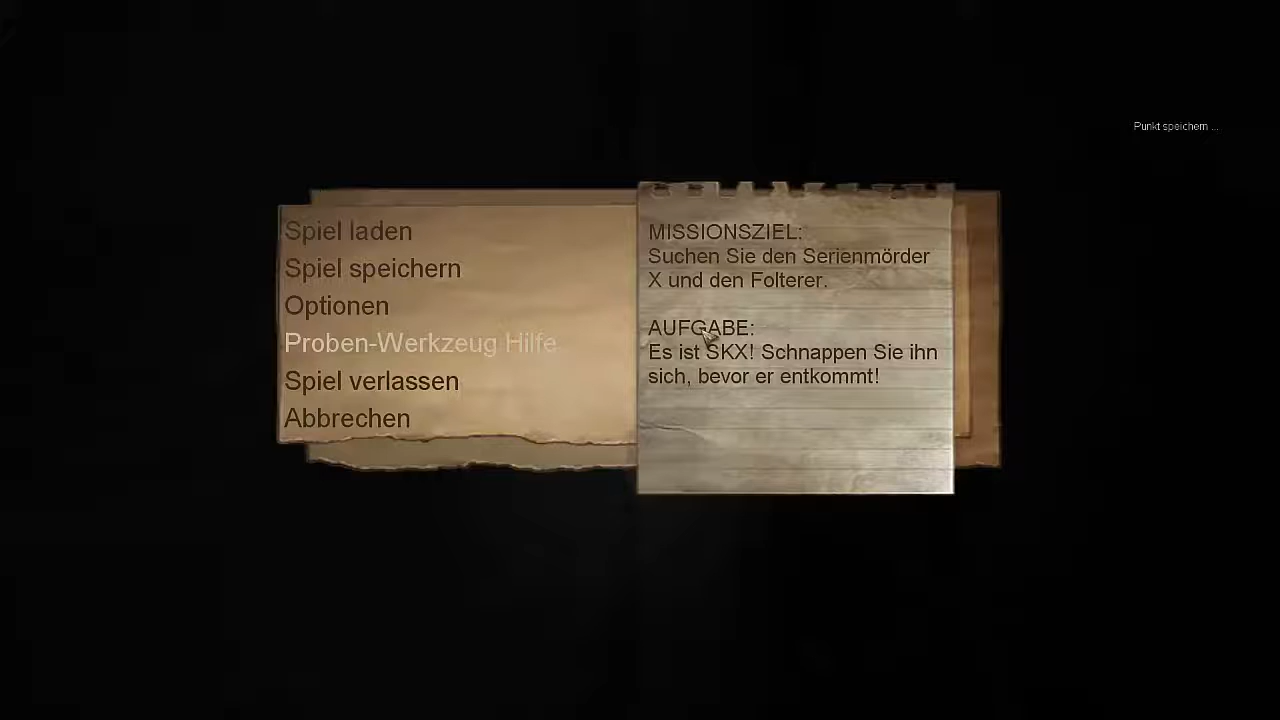 Punkt speichern ...
Spiel laden
Spiel speichern
Optionen
Proben-Werkzeug Hilfe
Spiel verlassen
Abbrechen
MISSIONSZIEL:
Suchen Sie den Serienmörder
X und den Folterer.
AUFGABE:
Es ist SKX! Schnappen Sie ihn
sich, bevor er entkommt!